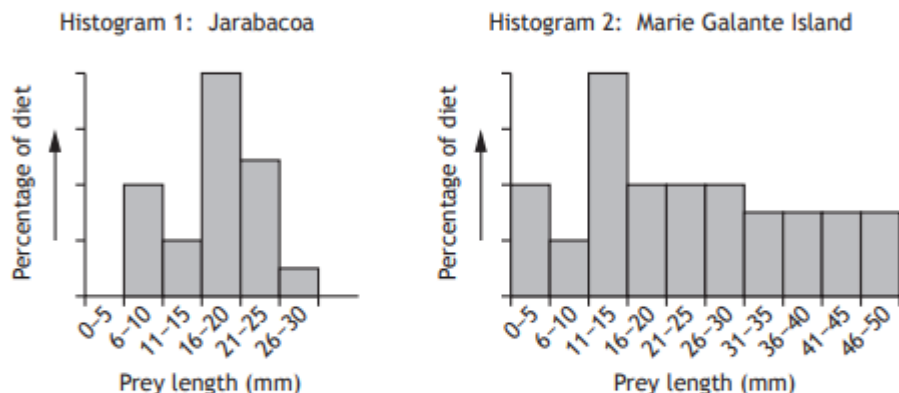 Histogram 1: Jarabacoa
Percentage of diet
0–5
6–10
11–15
16–20
21–25
26–30
Prey length (mm)
Histogram 2: Marie Galante Island
Percentage of diet
0–5
6–10
11–15
16–20
21–25
26–30
31–35
36–40
41–45
46–50
Prey length (mm)